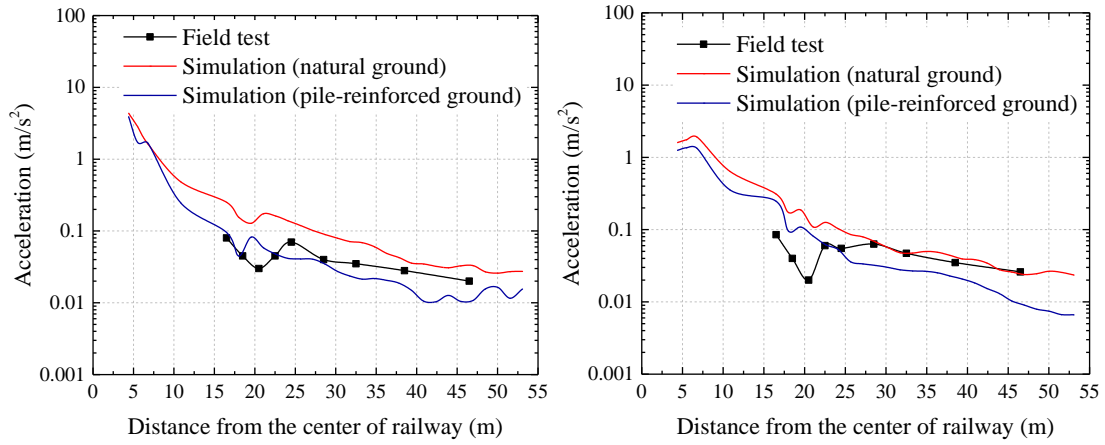 100
10
1
0.1
0.01
0.001
Acceleration (m/s²)
Field test
Simulation (natural ground)
Simulation (pile-reinforced ground)
0 5 10 15 20 25 30 35 40 45 50 55
Distance from the center of railway (m)
100
10
1
0.1
0.01
0.001
Acceleration (m/s²)
Field test
Simulation (natural ground)
Simulation (pile-reinforced ground)
0 5 10 15 20 25 30 35 40 45 50 55
Distance from the center of railway (m)